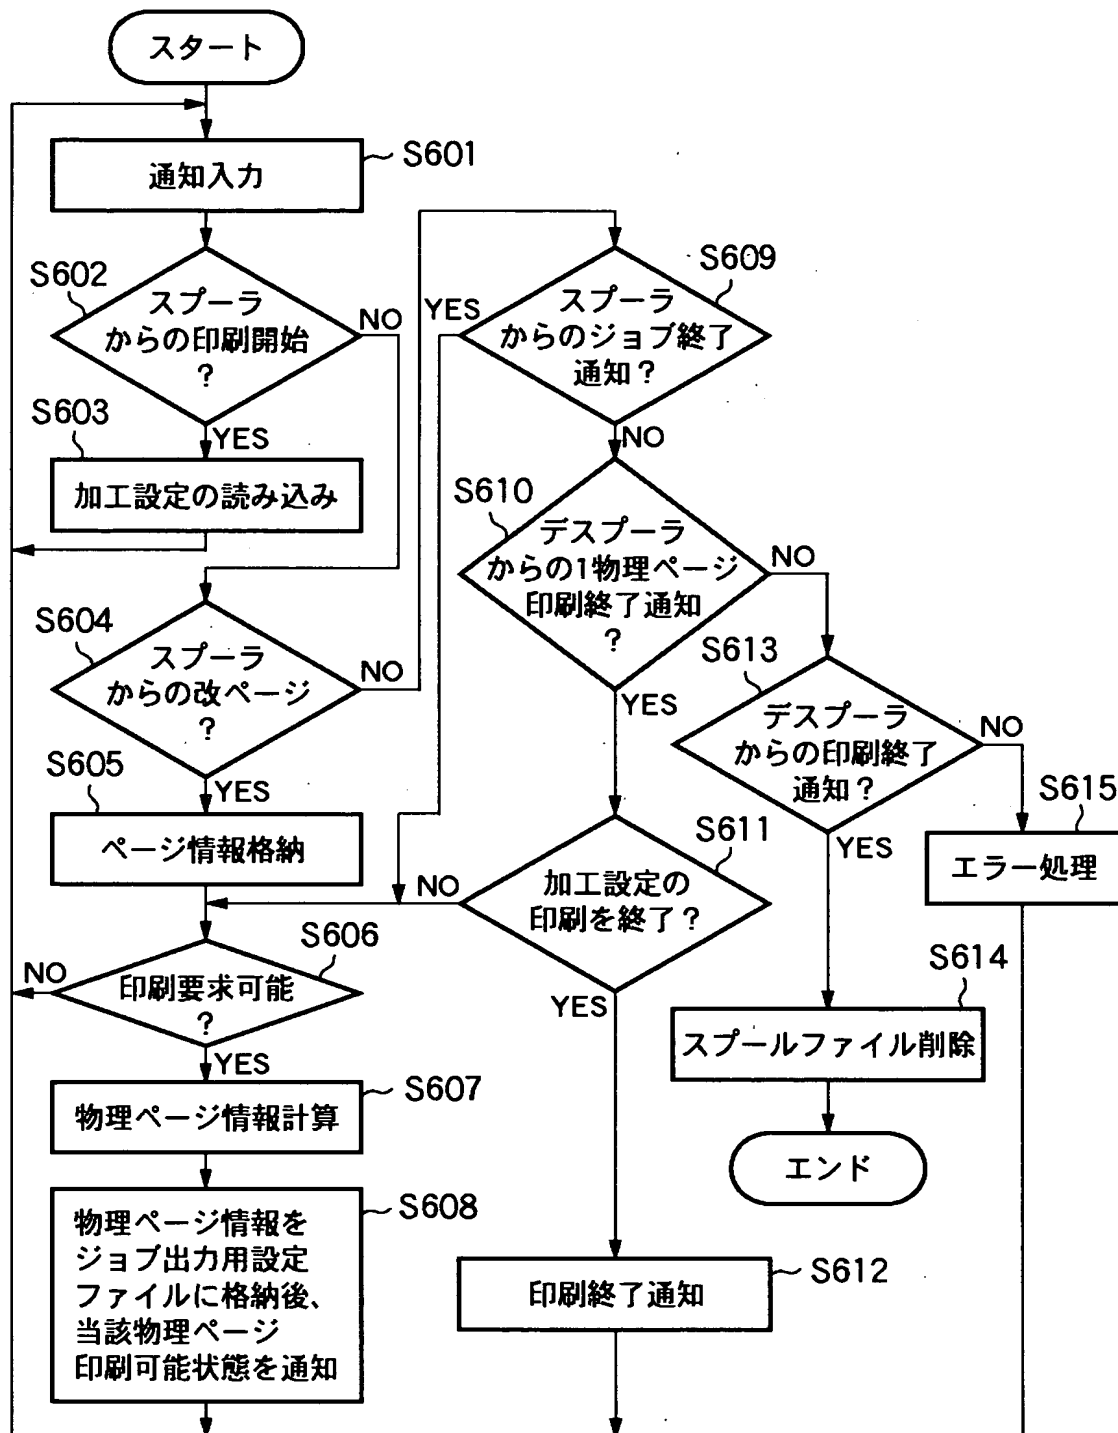 スタート
通知入力
S601
S602
スプーラ
からの印刷開始
?
NO
YES
S603
加工設定の読み込み
S604
スプーラ
からの改ページ
?
NO
YES
S605
ページ情報格納
S606
印刷要求可能
?
NO
YES
S607
物理ページ情報計算
S608
物理ページ情報を
ジョブ出力用設定
ファイルに格納後、
当該物理ページ
印刷可能状態を通知
S609
スプーラ
からのジョブ終了
通知?
YES
NO
S610
デスプーラ
からの1物理ページ
印刷終了通知
?
NO
YES
S611
加工設定の
印刷を終了?
NO
YES
S612
印刷終了通知
S613
デスプーラ
からの印刷終了
通知?
NO
YES
S614
スプールファイル削除
エンド
S615
エラー処理